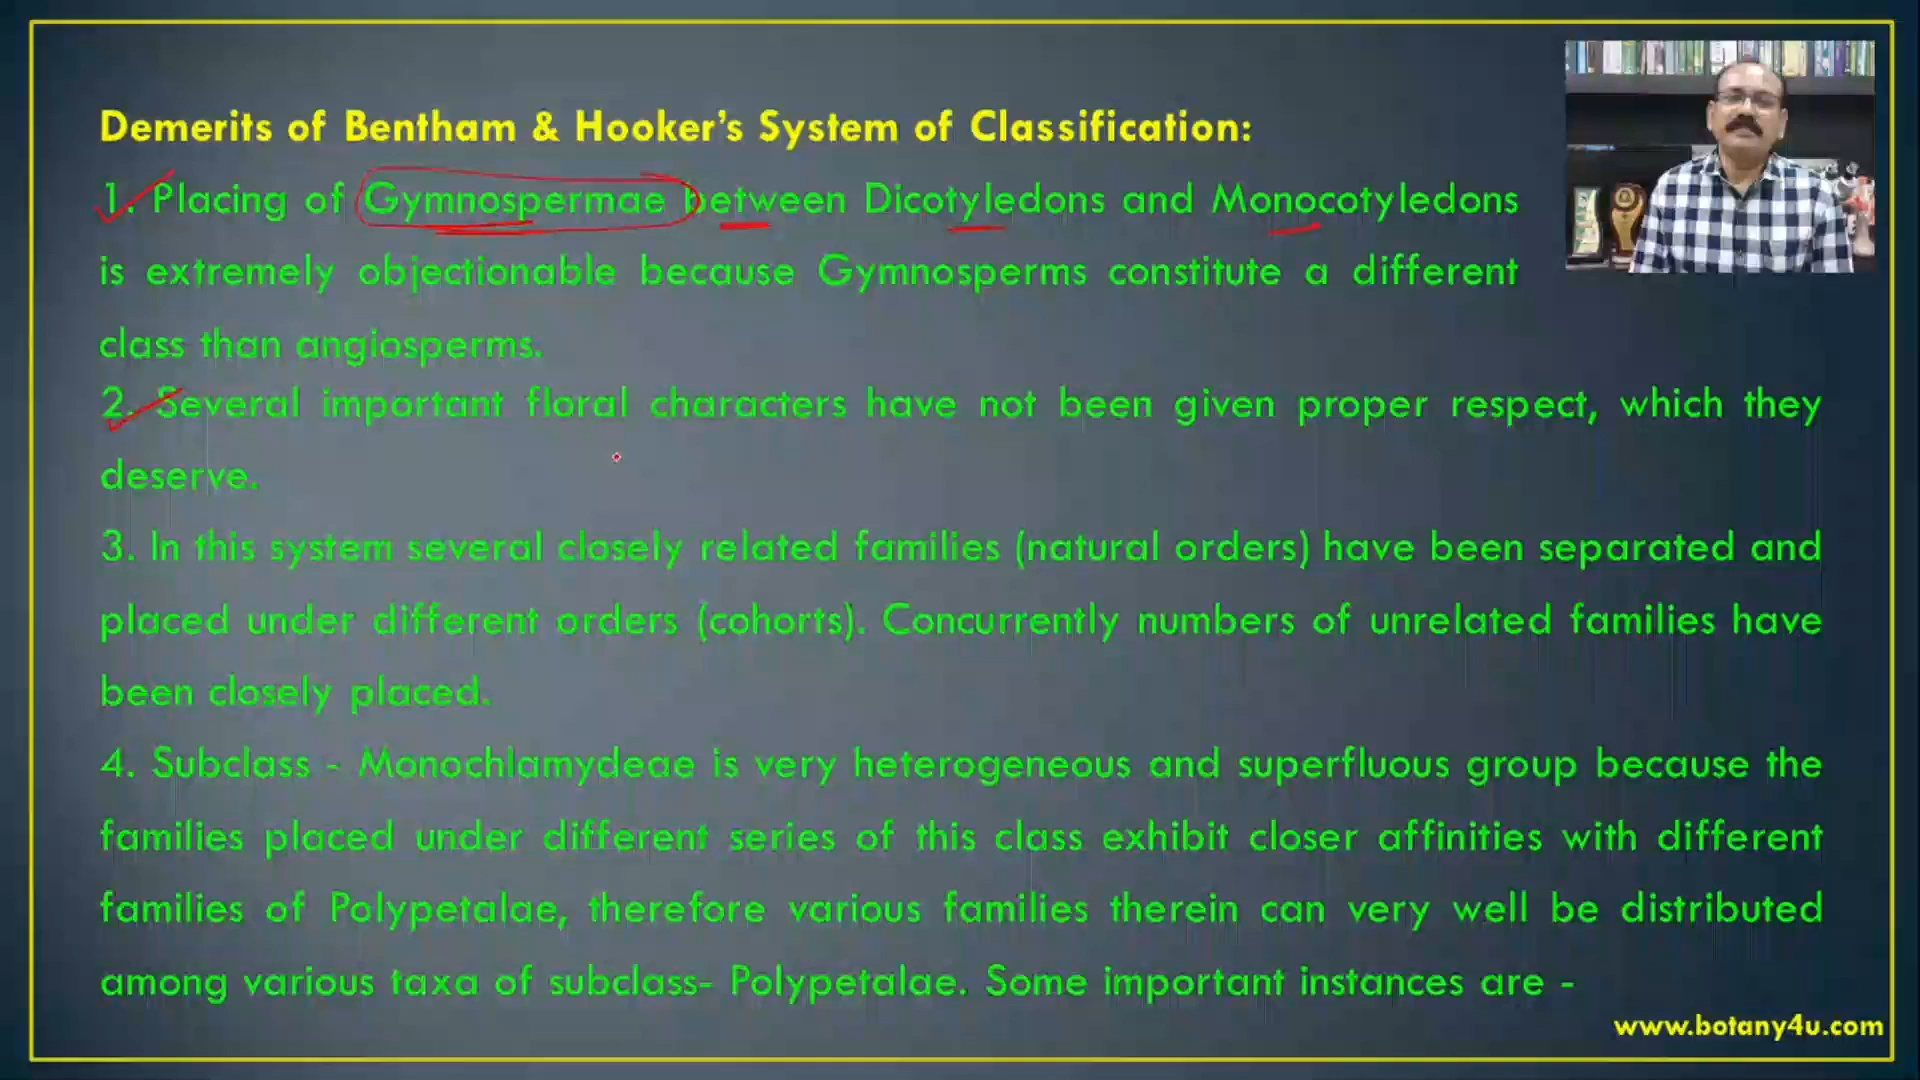 Demerits of Bentham & Hooker's System of Classification:
1. Placing of Gymnospermae between Dicotyledons and Monocotyledons
is extremely objectionable because Gymnosperms constitute a different
class than angiosperms.
2. Several important floral characters have not been given proper respect, which they
deserve.
3. In this system several closely related families (natural orders) have been separated and
placed under different orders (cohorts). Concurrently numbers of unrelated families have
been closely placed.
4. Subclass - Monochlamydeae is very heterogeneous and superfluous group because the
families placed under different series of this class exhibit closer affinities with different
families of Polypetalae, therefore various families therein can very well be distributed
among various taxa of subclass- Polypetalae. Some important instances are -
www.botany4u.com